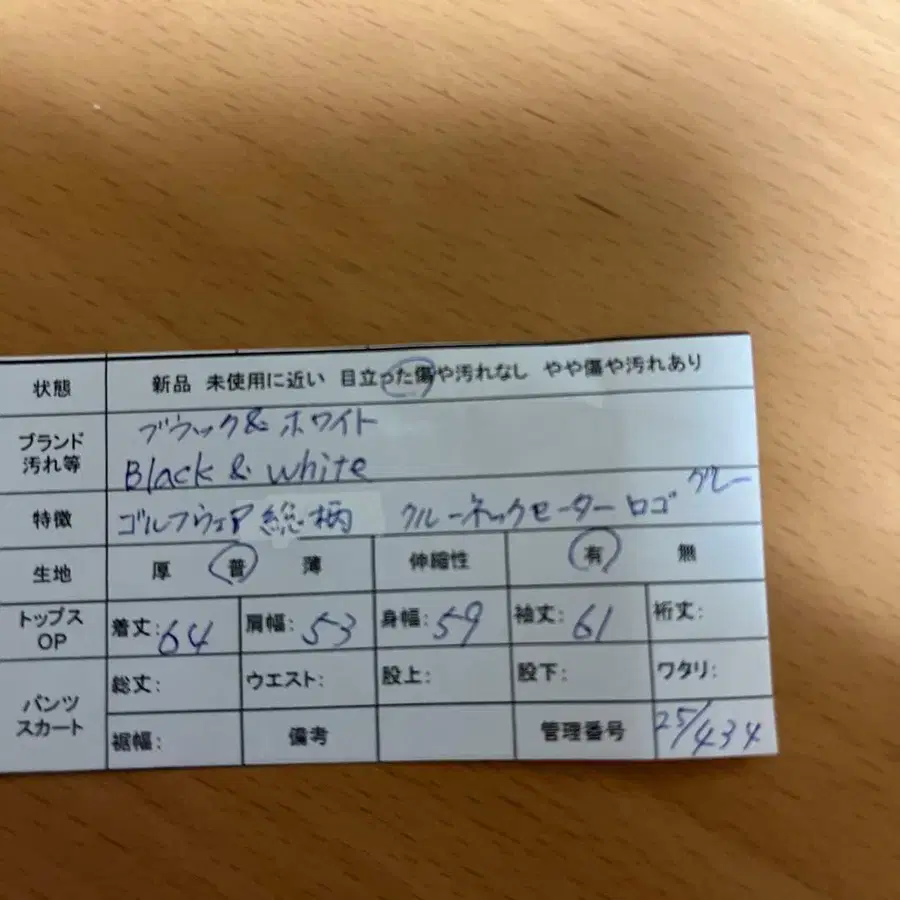 状態 新品 未使用に近い 目立った傷や汚れなし やや傷や汚れあり
ブランド 汚れ等 ブラック& ホワイト
Black & white
特徴 ゴルフウェア 総柄 クルーネックセーター ロゴ グレー
生地 厚 普 薄 伸縮性 有 無
トップス OP 着丈: 64 肩幅: 53 身幅: 59 袖丈: 61 裄丈:
パンツ スカート 総丈: ウエスト: 股上: 股下: ワタリ:
裾幅: 備考 管理番号 25/434